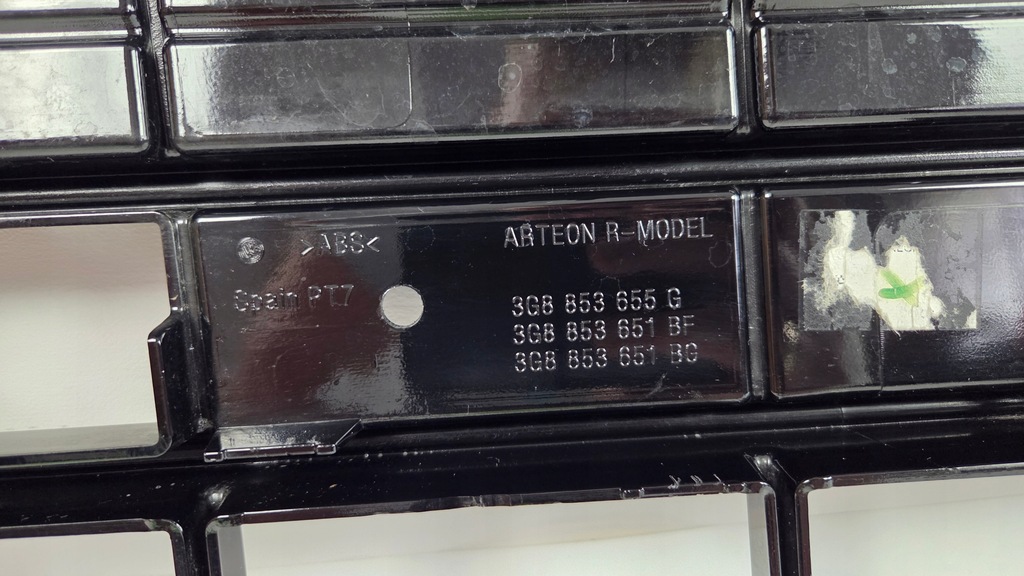 >ABS<
ARTEON R-MODEL
Spain PT7
3G8 853 655 G
3G8 853 651 BF
3G8 853 651 BG